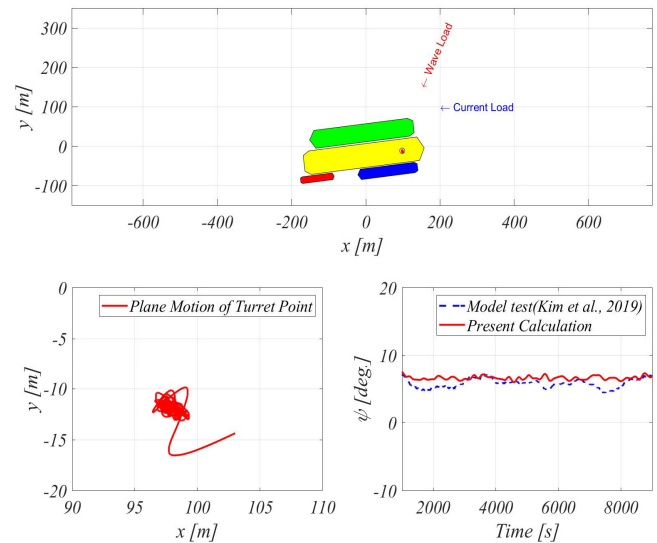 300
200
100
0
-100
y [m]
← Wave Load
← Current Load
-600
-400
-200
0
200
400
600
x [m]
0
-5
-10
-15
-20
y [m]
Plane Motion of Turret Point
90
95
100
105
110
x [m]
20
10
0
-10
ψ [deg.]
Model test(Kim et al., 2019)
Present Calculation
2000
4000
6000
8000
Time [s]